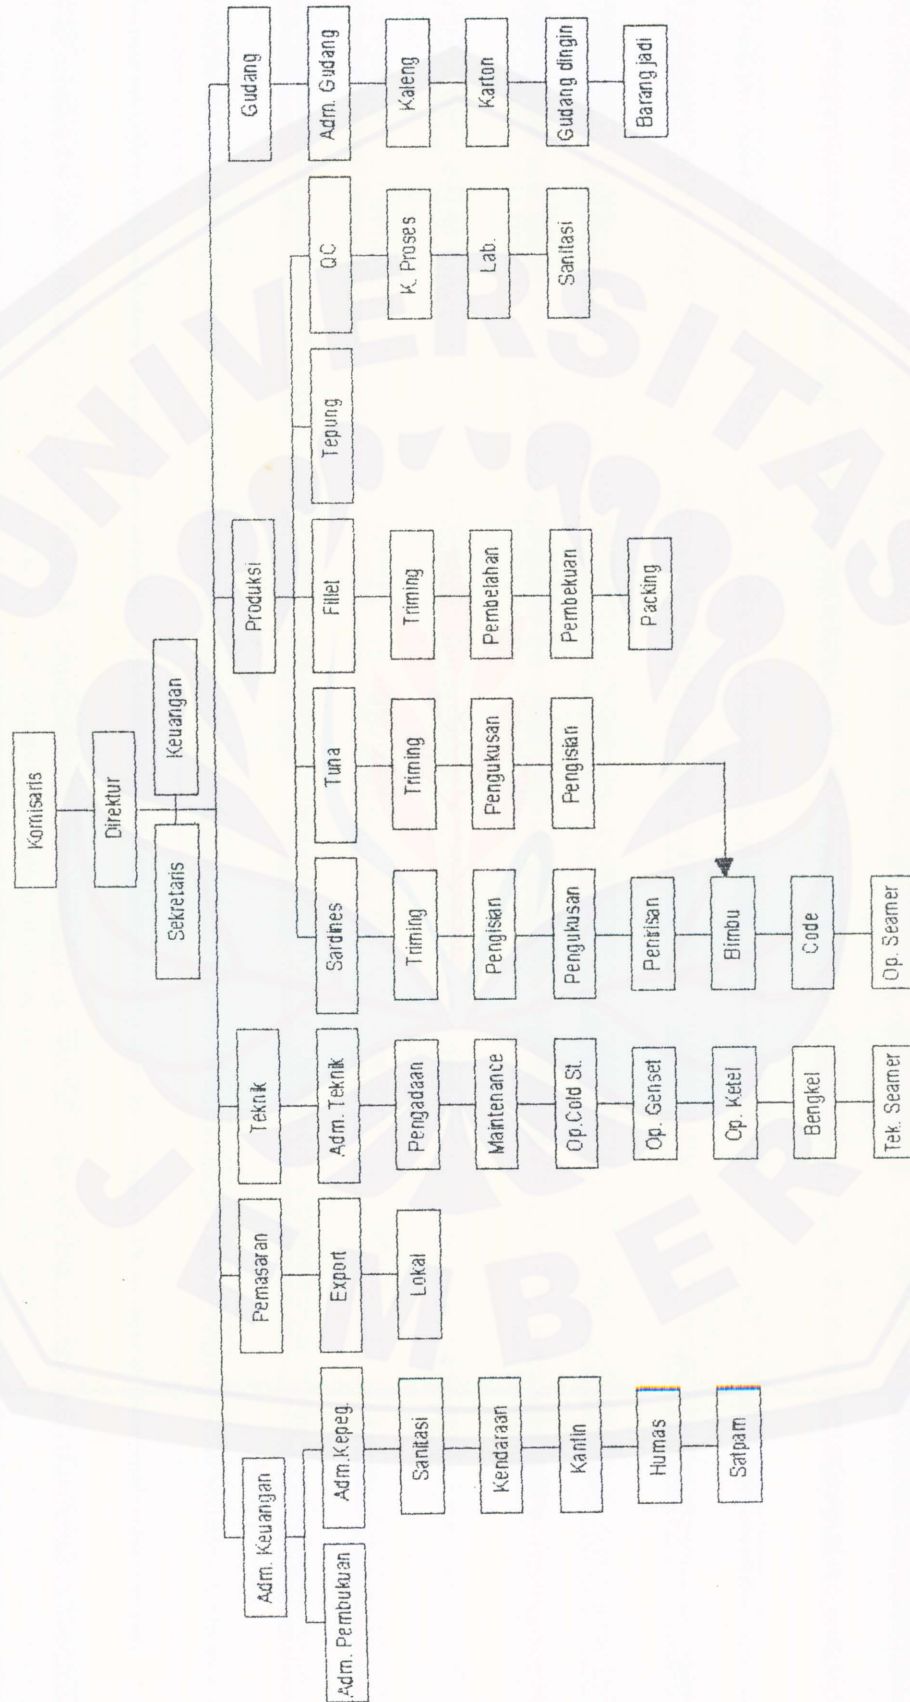 Komisaris
Direktur
Sekretaris
Keuangan
Adm. Keuangan
Pemasaran
Teknik
Produksi
Gudang
Adm. Pembukuan
Adm.Kepeg.
Sanitasi
Kendaraan
Kantin
Humas
Satpam
Export
Lokal
Adm. Teknik
Pengadaan
Maintenance
Op.Cold St.
Op. Genset
Op. Ketel
Bengkel
Tek. Seamer
Sardines
Triming
Pengisian
Pengukusan
Penirisan
Bimbu
Code
Op. Seamer
Tuna
Triming
Pengukusan
Pengisian
Fillet
Triming
Pembelahan
Pembekuan
Packing
Tepung
QC
K. Proses
Lab.
Sanitasi
Adm. Gudang
Kaleng
Karton
Gudang dingin
Barang jadi
UNIVERSITAS
JEMBER